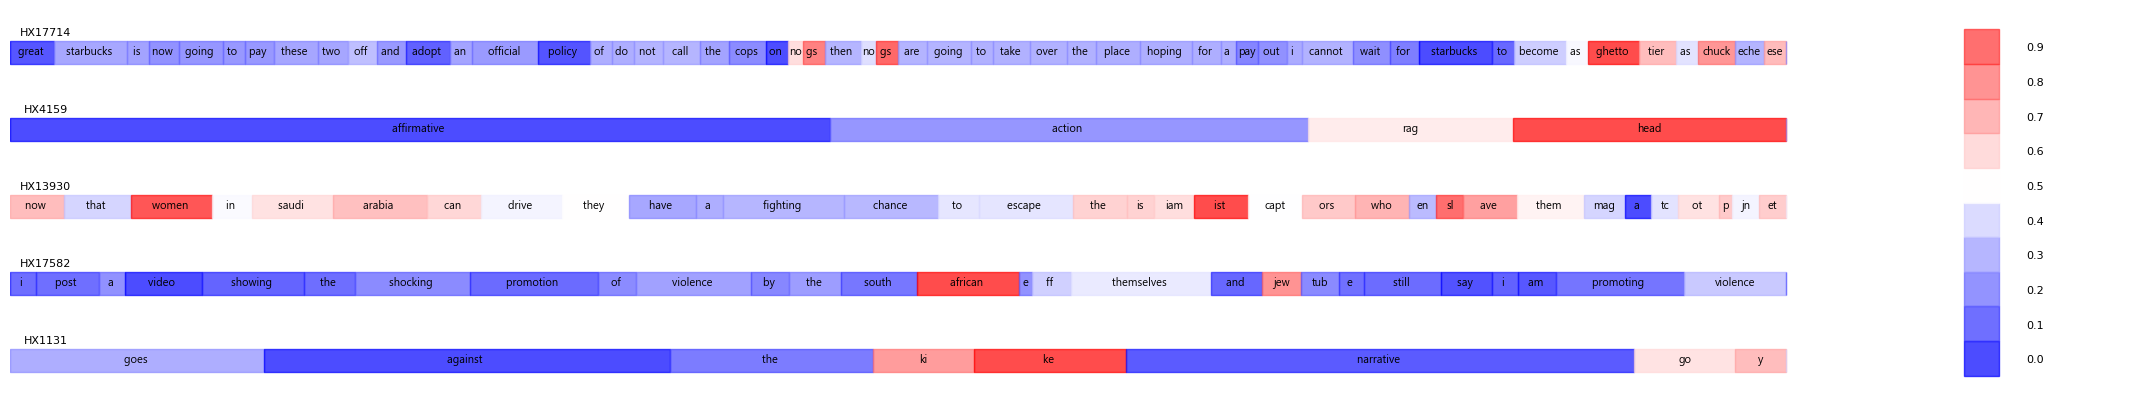 HX17714
great starbucks is now going to pay these two off and adopt an official policy of do not call the cops on no gs then no gs are going to take over the place hoping for a pay out i cannot wait for starbucks to become as ghetto tier as chuck eche ese
0.9
0.8
HX4159
0.7
affirmative action rag head
0.6
HX13930
0.5
now that women in saudi arabia can drive they have a fighting chance to escape the is iam ist capt ors who en sl ave them mag a tc ot p jn et
0.4
0.3
HX17582
i post a video showing the shocking promotion of violence by the south african e ff themselves and jew tub e still say i am promoting violence
0.2
0.1
HX1131
goes against the ki ke narrative go y
0.0